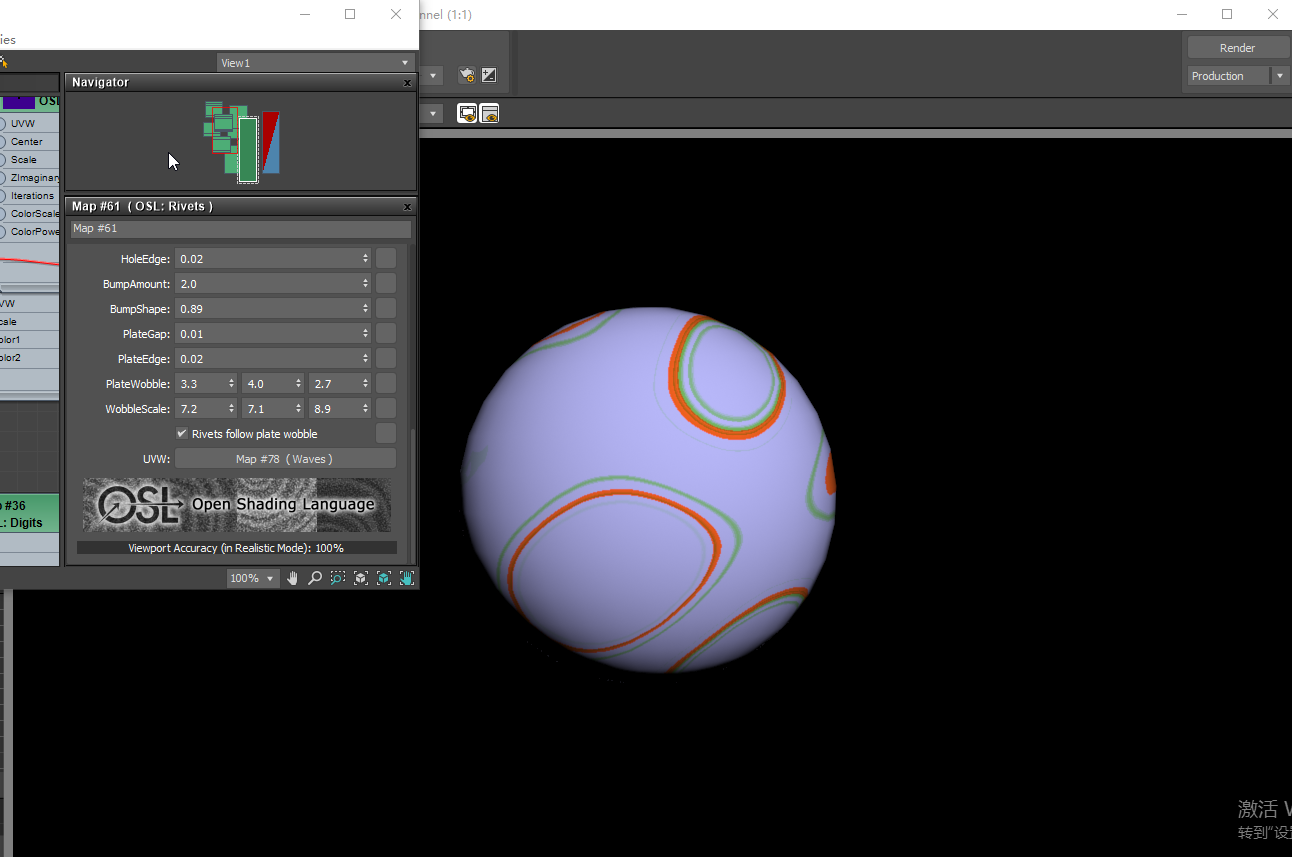 nnel (1:1)
ies
View1
Render
Production
Navigator
OSL
UVW
Center
Scale
ZImaginary
Iterations
ColorScale
ColorPowe
Map #61 ( OSL: Rivets )
Map #61
HoleEdge: 0.02
BumpAmount: 2.0
BumpShape: 0.89
PlateGap: 0.01
PlateEdge: 0.02
PlateWobble: 3.3 4.0 2.7
WobbleScale: 7.2 7.1 8.9
Rivets follow plate wobble
UVW: Map #78 ( Waves )
OSL Open Shading Language
Viewport Accuracy (in Realistic Mode): 100%
VW
cale
olor1
olor2
p #36
L: Digits
100%
激活 W
转到"设置